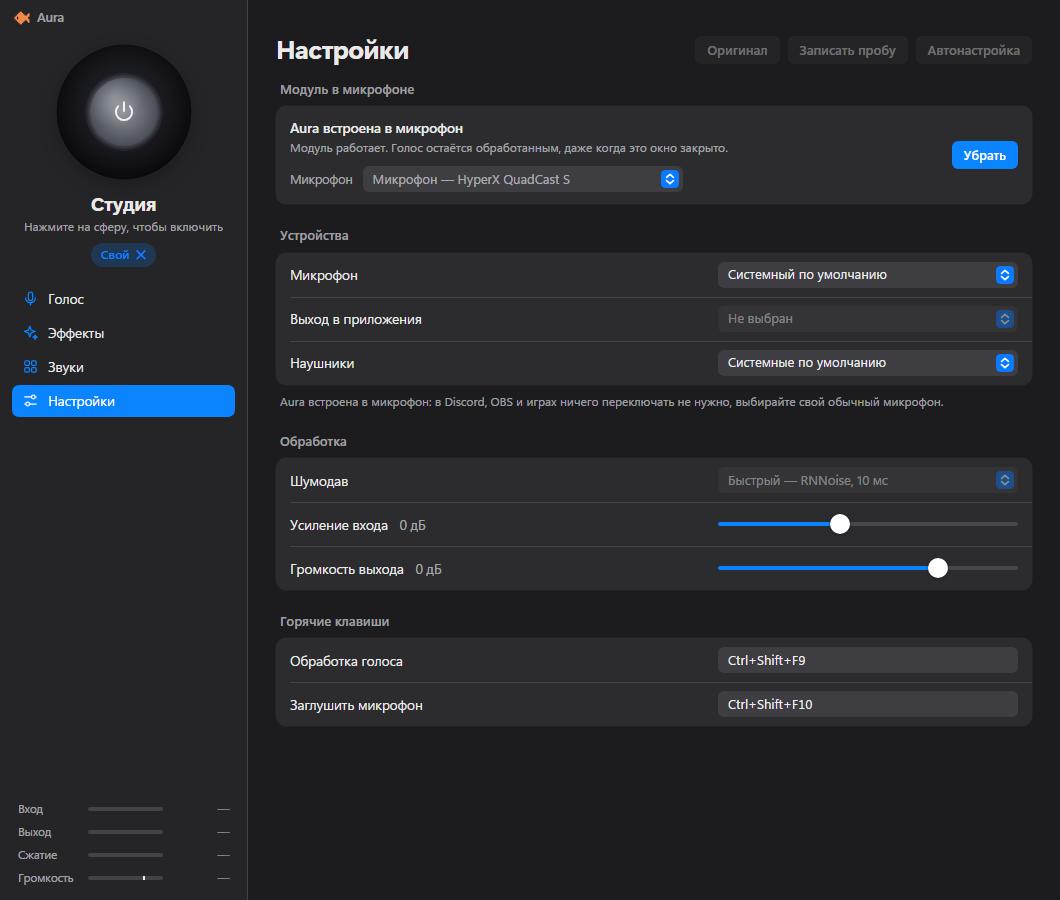 Aura
Студия
Нажмите на сферу, чтобы включить
Свой
Голос
Эффекты
Звуки
Настройки
Вход —
Выход —
Сжатие —
Громкость —
Настройки
Оригинал
Записать пробу
Автонастройка
Модуль в микрофоне
Aura встроена в микрофон
Модуль работает. Голос остаётся обработанным, даже когда это окно закрыто.
Микрофон Микрофон — HyperX QuadCast S
Убрать
Устройства
Микрофон Системный по умолчанию
Выход в приложения Не выбран
Наушники Системные по умолчанию
Aura встроена в микрофон: в Discord, OBS и играх ничего переключать не нужно, выбирайте свой обычный микрофон.
Обработка
Шумодав Быстрый — RNNoise, 10 мс
Усиление входа 0 дБ
Громкость выхода 0 дБ
Горячие клавиши
Обработка голоса Ctrl+Shift+F9
Заглушить микрофон Ctrl+Shift+F10